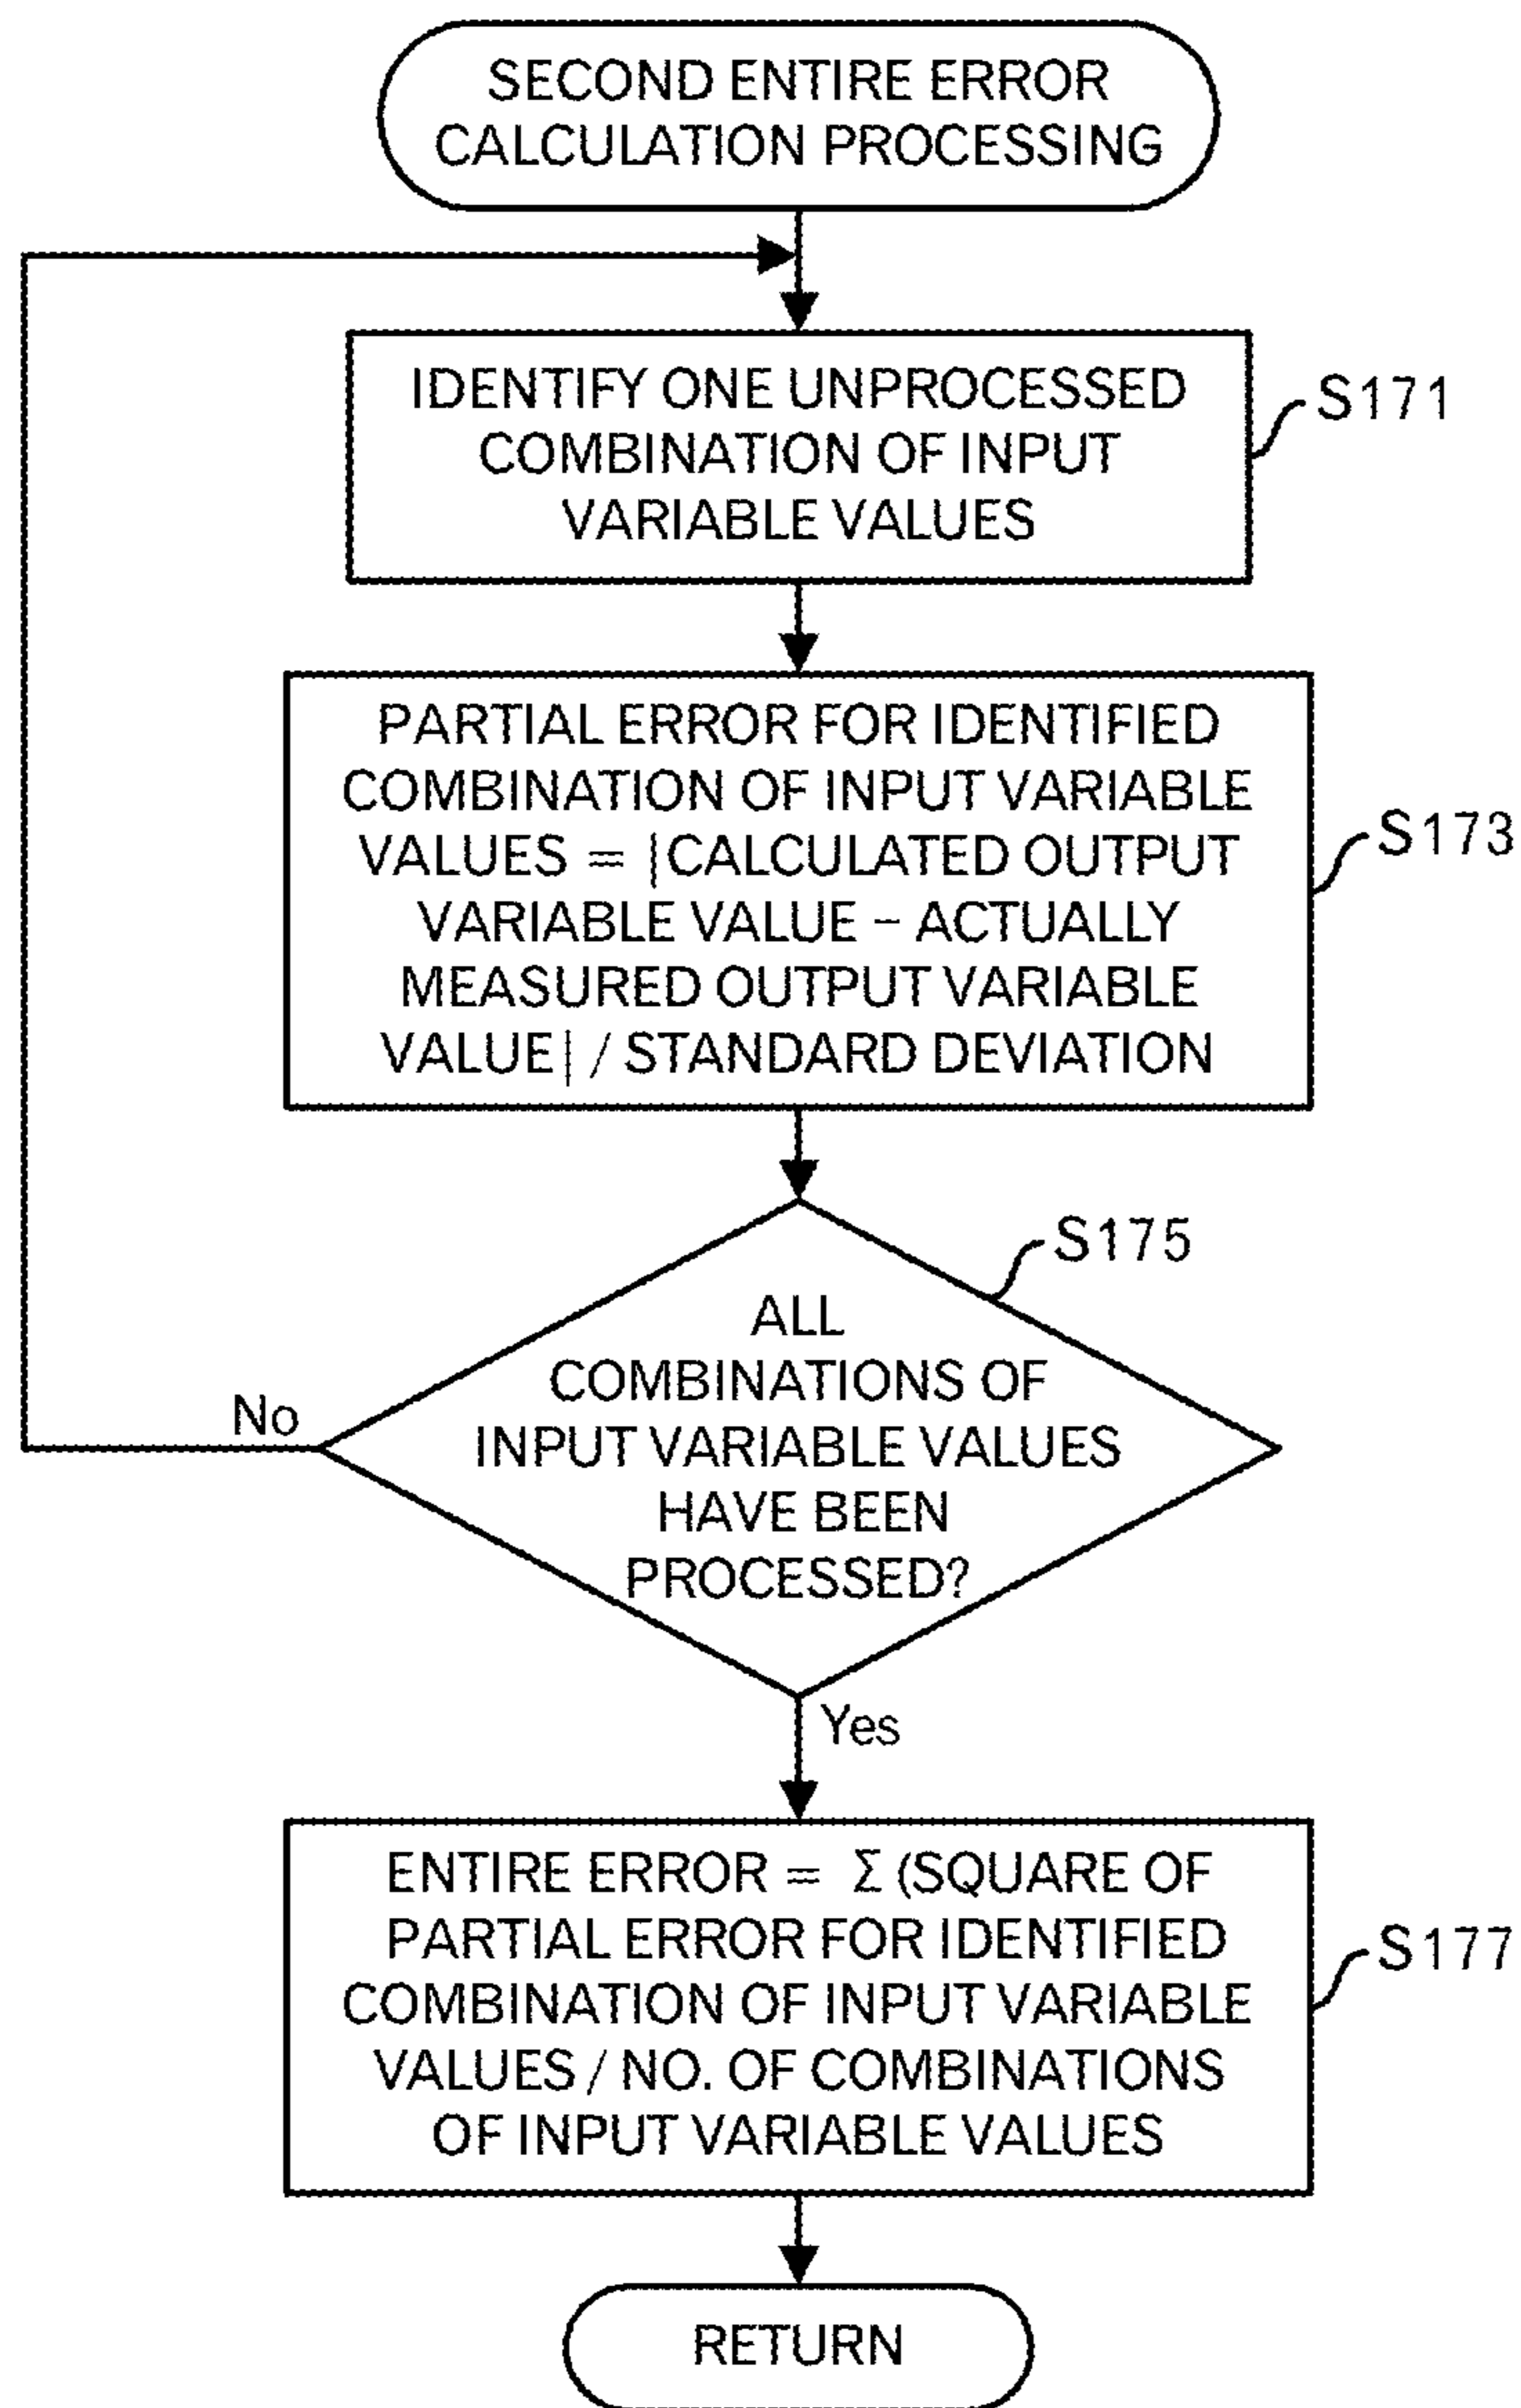 SECOND ENTIRE ERROR
CALCULATION PROCESSING
IDENTIFY ONE UNPROCESSED
COMBINATION OF INPUT
VARIABLE VALUES
S171
PARTIAL ERROR FOR IDENTIFIED
COMBINATION OF INPUT VARIABLE
VALUES = |CALCULATED OUTPUT
VARIABLE VALUE - ACTUALLY
MEASURED OUTPUT VARIABLE
VALUE| / STANDARD DEVIATION
S173
S175
ALL
COMBINATIONS OF
INPUT VARIABLE VALUES
HAVE BEEN
PROCESSED?
No
Yes
ENTIRE ERROR = Σ (SQUARE OF
PARTIAL ERROR FOR IDENTIFIED
COMBINATION OF INPUT VARIABLE
VALUES / NO. OF COMBINATIONS
OF INPUT VARIABLE VALUES
S177
RETURN